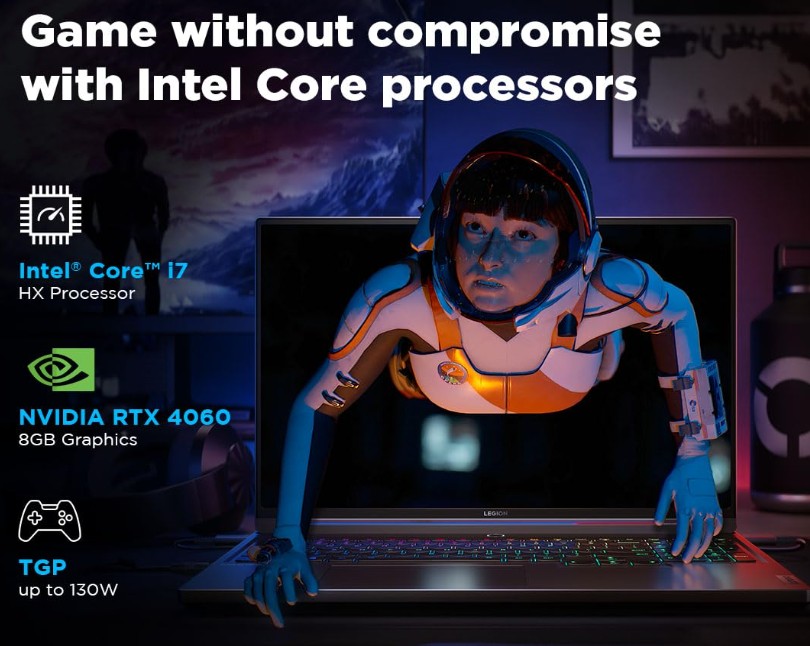 Game without compromise
with Intel Core processors
Intel® Core™ i7
HX Processor
NVIDIA RTX 4060
8GB Graphics
TGP
up to 130W
LEGION